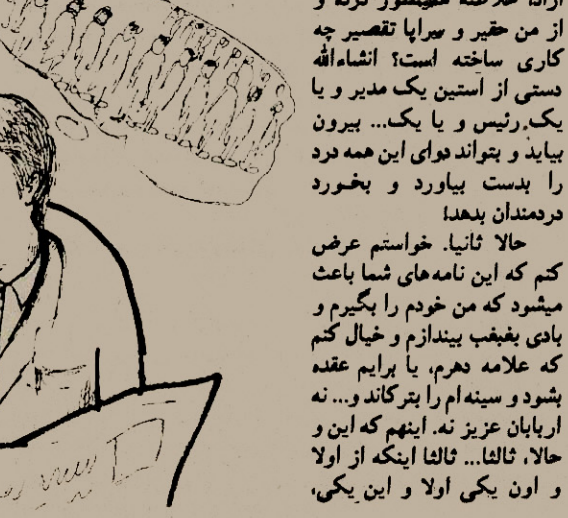 از من حقیر و سراپا تقصیر چه
کاری ساخته است؟ انشاءالله
دستی از آستین یک مدیر و یا
یک رئیس و یا یک... بیرون
بیاید و بتواند دوای این همه درد
را بدست بیاورد و بخورد
دردمندان بدهد!
حالا ثانیا. خواستم عرض
کنم که این نامه‌های شما باعث
میشود که من خودم را بگیرم و
بادی بغبغب بیندازم و خیال کنم
که علامه دهرم، یا برایم عقده
بشود و سینه‌ام را بترکاند و... نه
اربابان عزیز نه. اینهم که این و
حالا، ثالثا... ثالثا اینکه از اولا
و اون یکی اولا و این یکی،